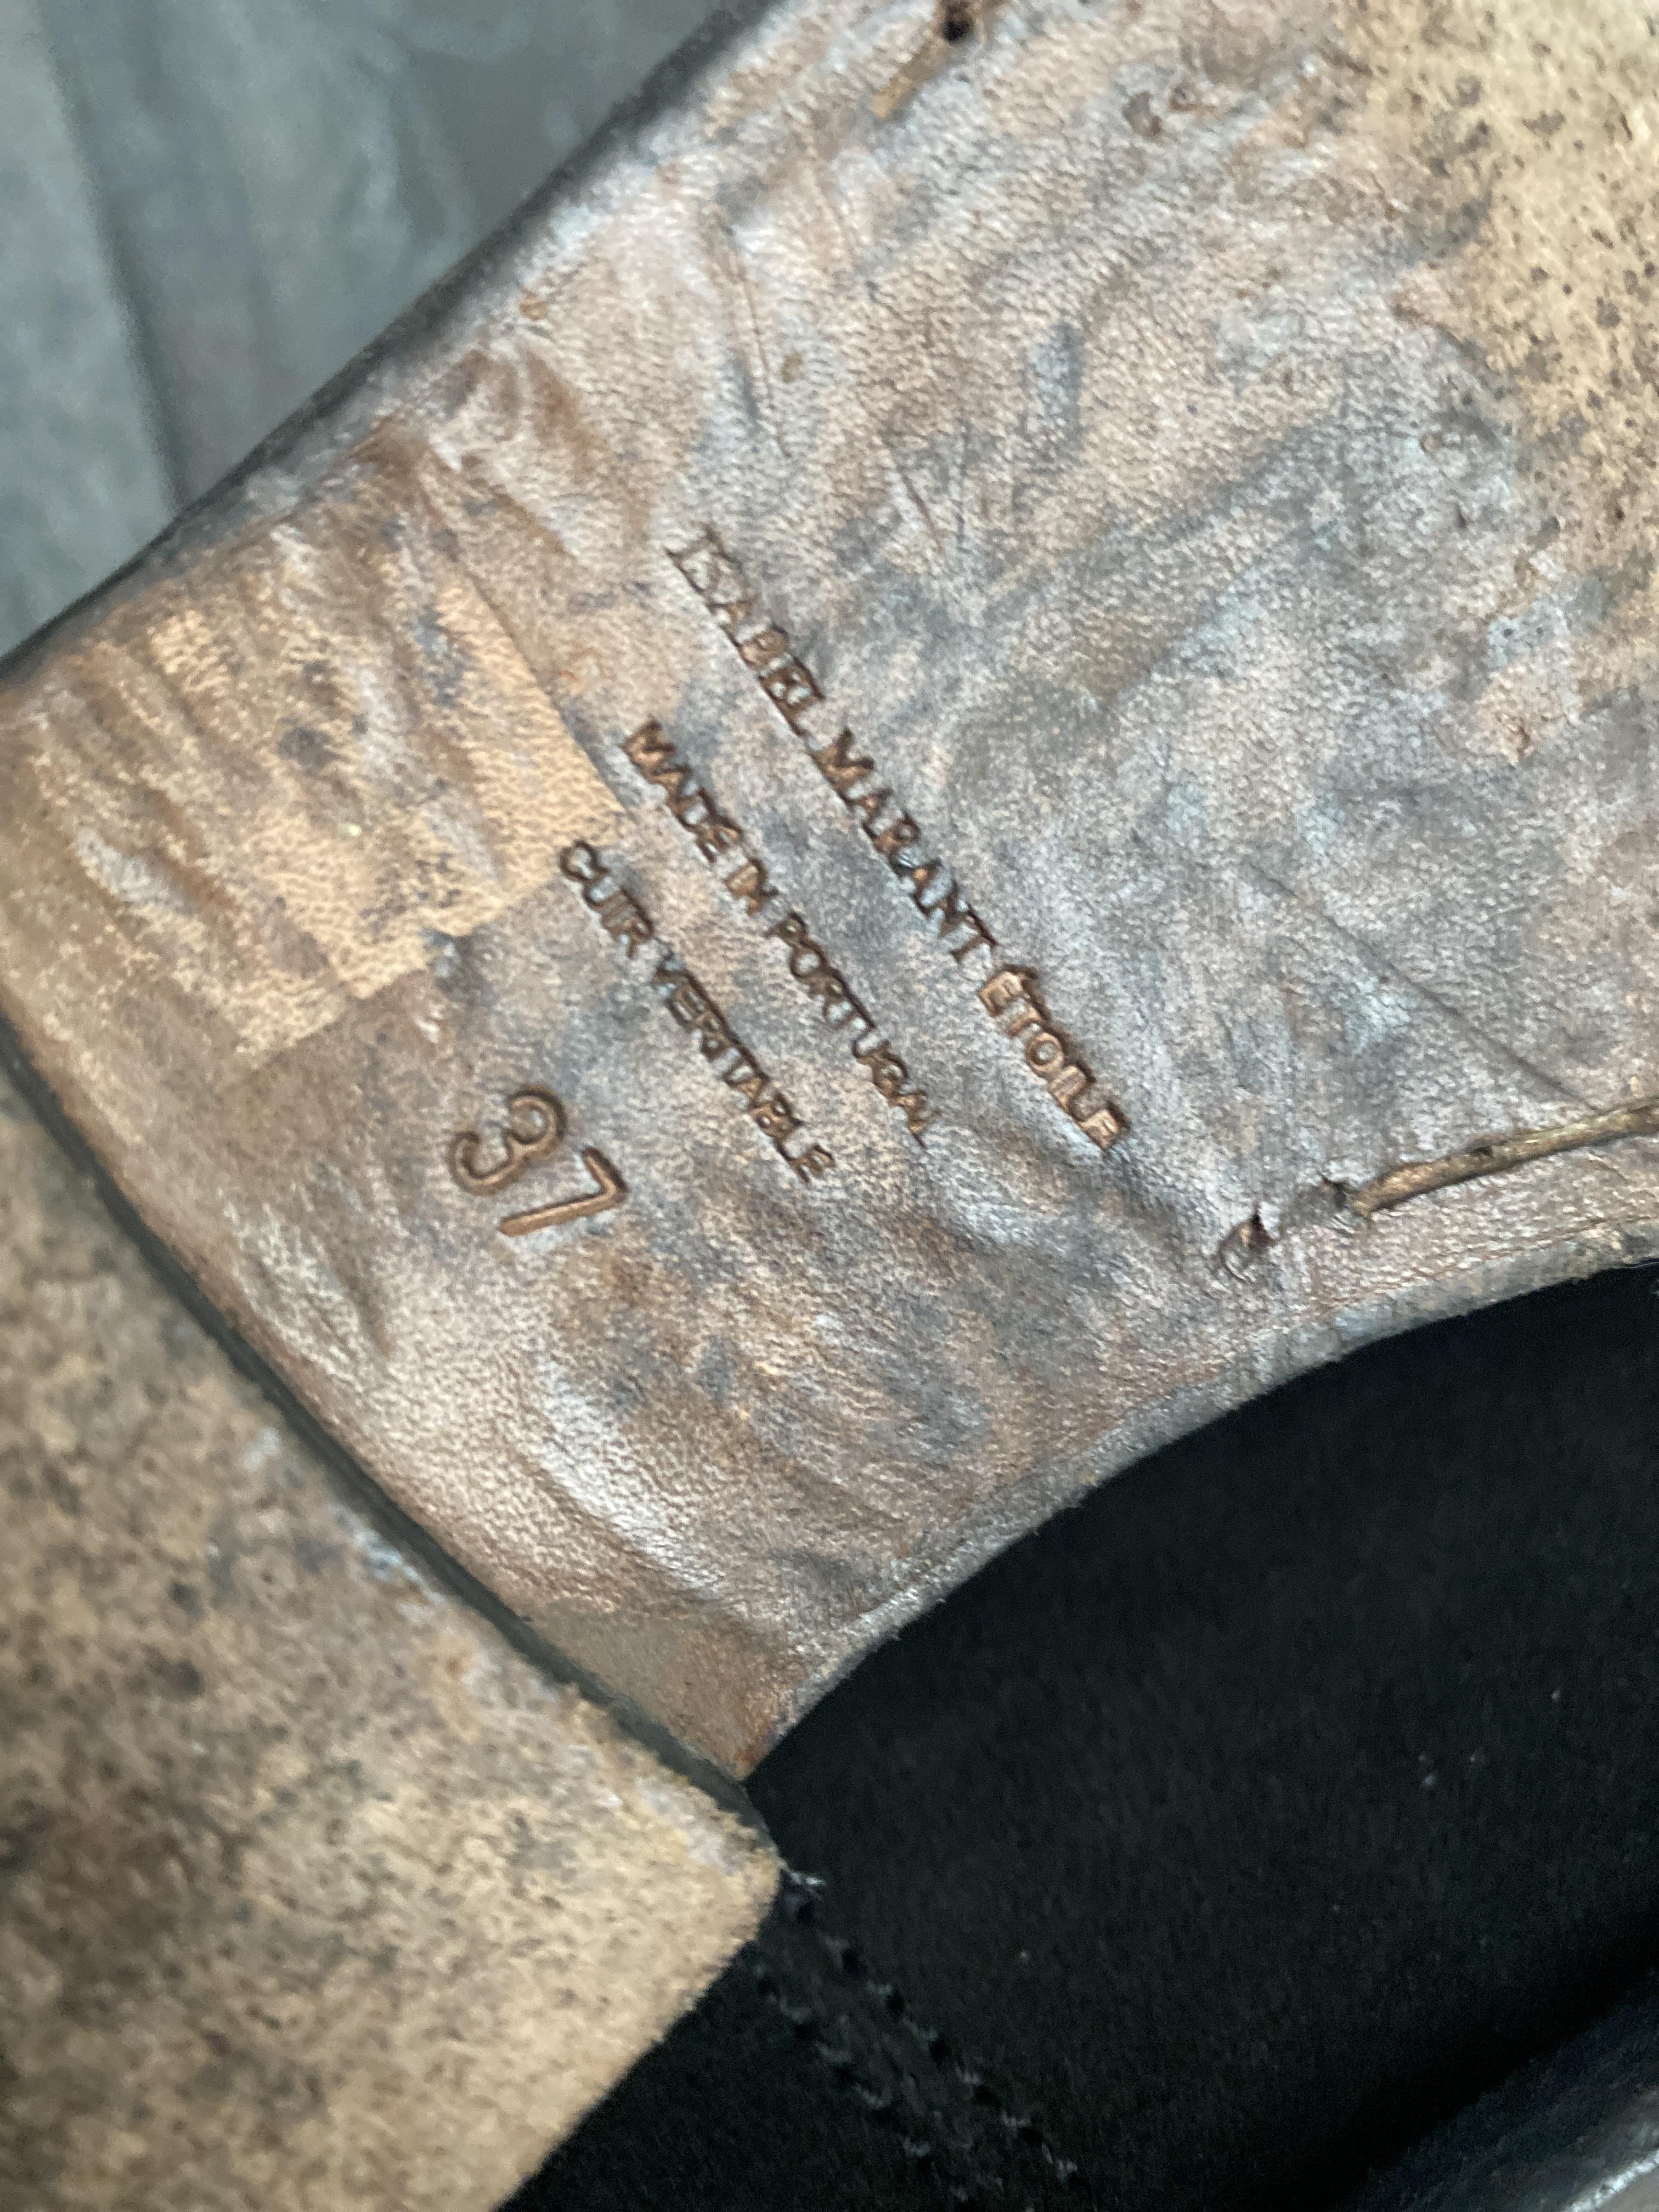 ISABEL MARANT ÉTOILE
MADE IN PORTUGAL
CUIR VERITABLE
37